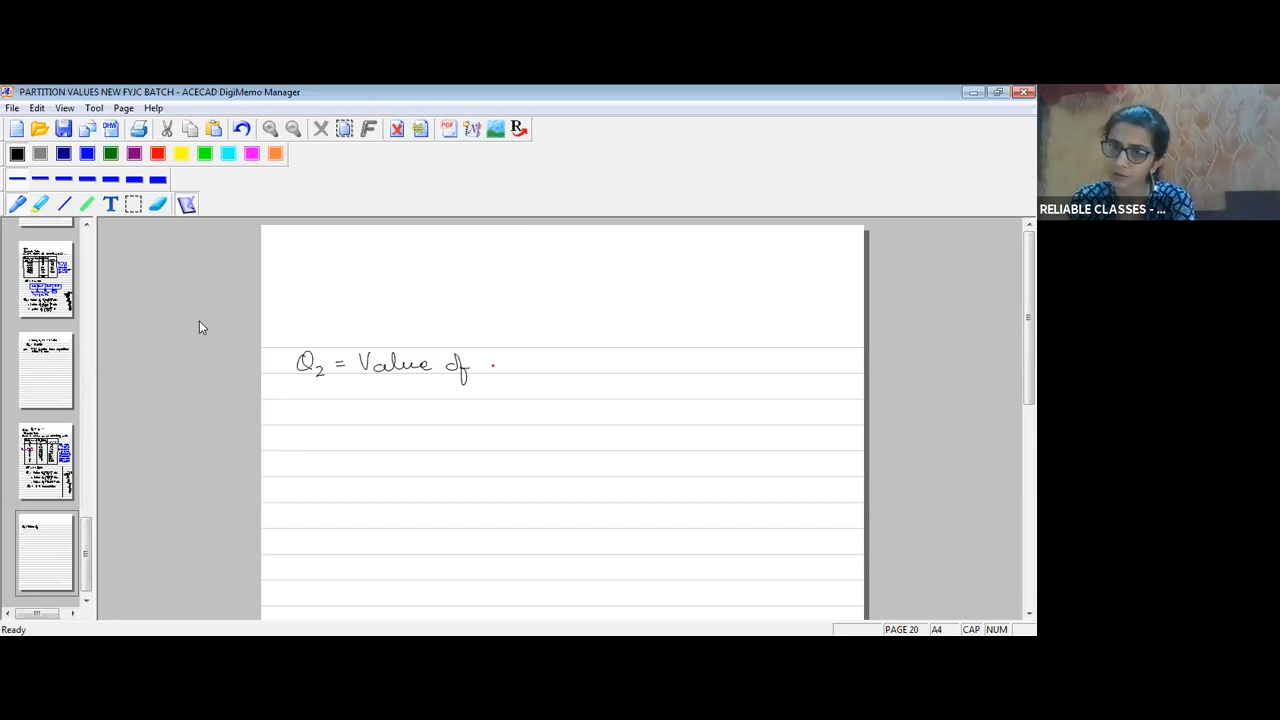 PARTITION VALUES NEW FYJC BATCH - ACECAD DigiMemo Manager
File Edit View Tool Page Help
Q2 = Value of
RELIABLE CLASSES - ...
Ready
PAGE 20 A4 CAP NUM